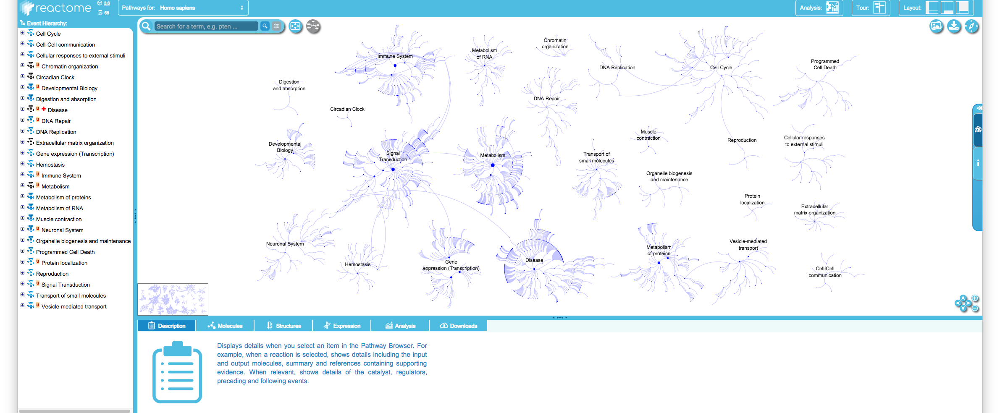 reactome
3.6
68
Pathways for: Homo sapiens
Analysis:
Tour:
Layout:
Event Hierarchy:
Cell Cycle
Cell-Cell communication
Cellular responses to external stimuli
U Chromatin organization
Circadian Clock
U Developmental Biology
Digestion and absorption
U Disease
U DNA Repair
DNA Replication
Extracellular matrix organization
Gene expression (Transcription)
Hemostasis
U Immune System
U Metabolism
Metabolism of proteins
Metabolism of RNA
Muscle contraction
U Neuronal System
Organelle biogenesis and maintenance
Programmed Cell Death
U Protein localization
Reproduction
U Signal Transduction
Transport of small molecules
U Vesicle-mediated transport
Search for a term, e.g. pten ...
N
W
E
S
Immune System
Metabolism
of RNA
Chromatin
organization
DNA Replication
Cell Cycle
Programmed
Cell Death
Digestion
and absorption
DNA Repair
Circadian Clock
Developmental
Biology
Signal
Transduction
Metabolism
Transport of
small molecules
Muscle
contraction
Reproduction
Cellular responses
to external stimuli
Organelle biogenesis
and maintenance
Protein
localization
Extracellular
matrix organization
Neuronal System
Hemostasis
Gene
expression (Transcription)
Disease
Metabolism
of proteins
Vesicle-mediated
transport
Cell-Cell
communication
i
Description
Molecules
Structures
Expression
Analysis
Downloads
Displays details when you select an item in the Pathway Browser. For
example, when a reaction is selected, shows details including the input
and output molecules, summary and references containing supporting
evidence. When relevant, shows details of the catalyst, regulators,
preceding and following events.